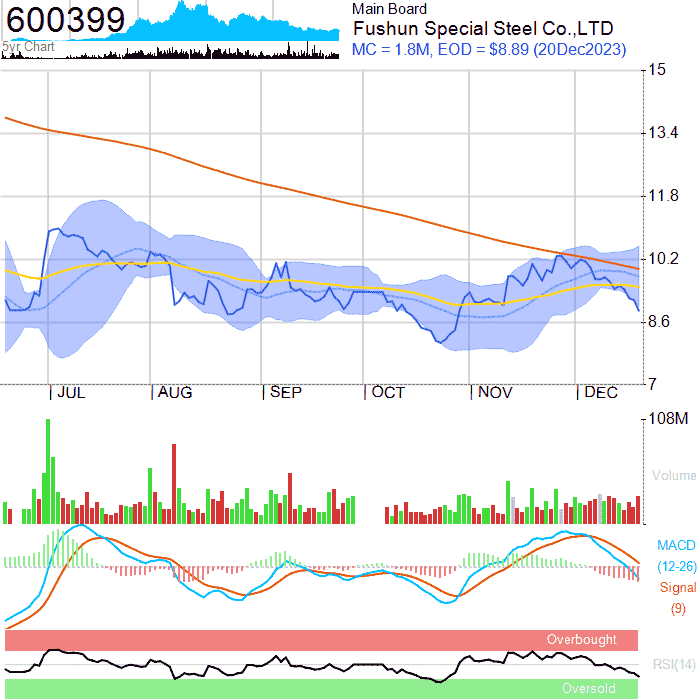 600399
5yr Chart
Main Board
Fushun Special Steel Co.,LTD
MC = 1.8M, EOD = $8.89 (20Dec2023)
15
13.4
11.8
10.2
8.6
7
JUL
AUG
SEP
OCT
NOV
DEC
108M
Volume
MACD
(12-26)
Signal
(9)
Overbought
RSI(14)
Oversold